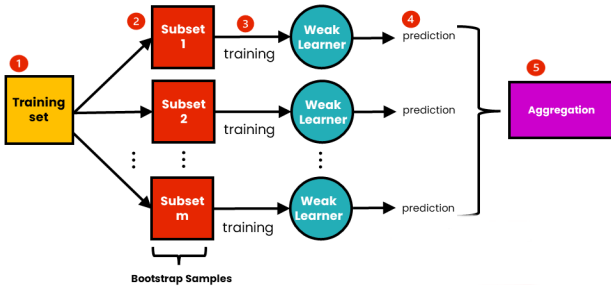 1
Training
set
2
Subset
1
3
training
Weak
Learner
4
prediction
Subset
2
training
Weak
Learner
prediction
Subset
m
training
Weak
Learner
prediction
5
Aggregation
Bootstrap Samples